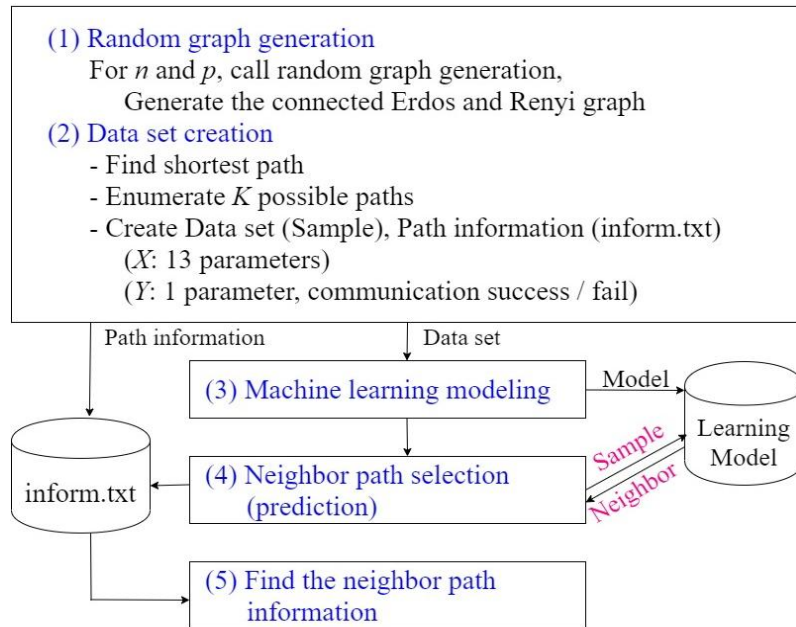 (1) Random graph generation
For n and p, call random graph generation,
Generate the connected Erdos and Renyi graph
(2) Data set creation
- Find shortest path
- Enumerate K possible paths
- Create Data set (Sample), Path information (inform.txt)
(X: 13 parameters)
(Y: 1 parameter, communication success / fail)
Path information
Data set
(3) Machine learning modeling
Model
Learning
Model
Sample
Neighbor
(4) Neighbor path selection
(prediction)
inform.txt
(5) Find the neighbor path
information